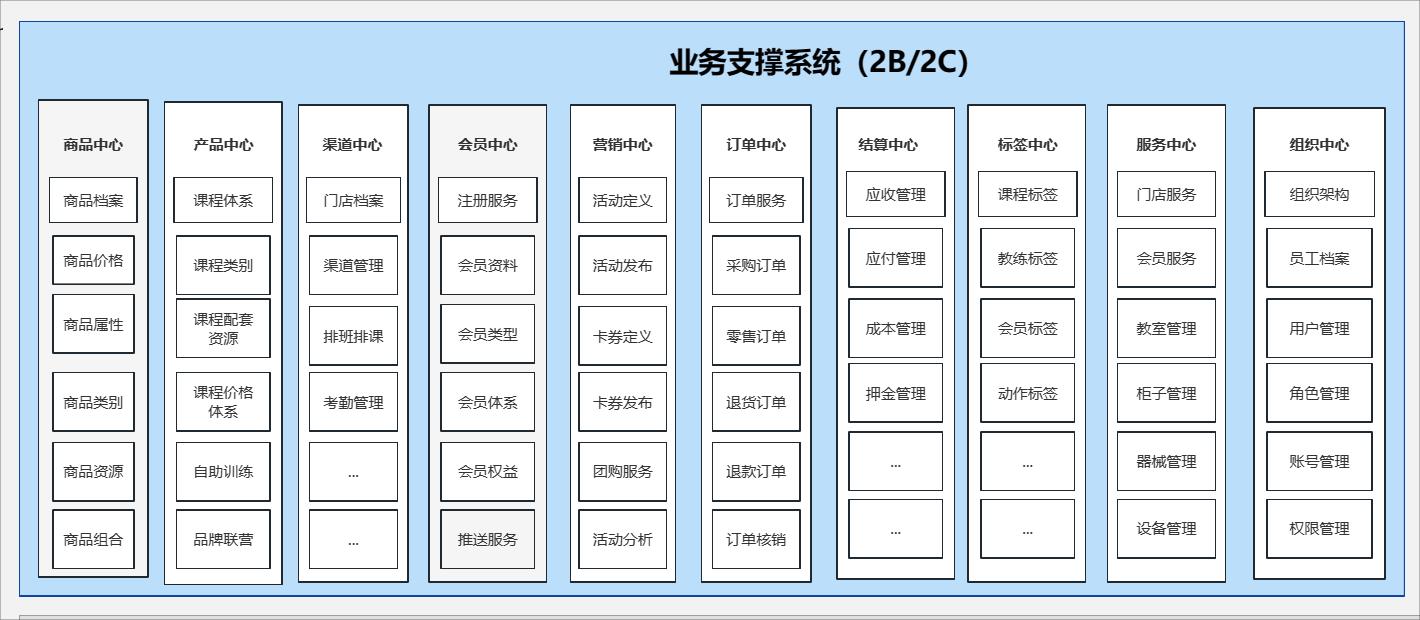 业务支撑系统（2B/2C）
商品中心
商品档案
商品价格
商品属性
商品类别
商品资源
商品组合
产品中心
课程体系
课程类别
课程配套
资源
课程价格
体系
自助训练
品牌联营
渠道中心
门店档案
渠道管理
排班排课
考勤管理
...
...
会员中心
注册服务
会员资料
会员类型
会员体系
会员权益
推送服务
营销中心
活动定义
活动发布
卡券定义
卡券发布
团购服务
活动分析
订单中心
订单服务
采购订单
零售订单
退货订单
退款订单
订单核销
结算中心
应收管理
应付管理
成本管理
押金管理
...
...
标签中心
课程标签
教练标签
会员标签
动作标签
...
...
服务中心
门店服务
会员服务
教室管理
柜子管理
器械管理
设备管理
组织中心
组织架构
员工档案
用户管理
角色管理
账号管理
权限管理